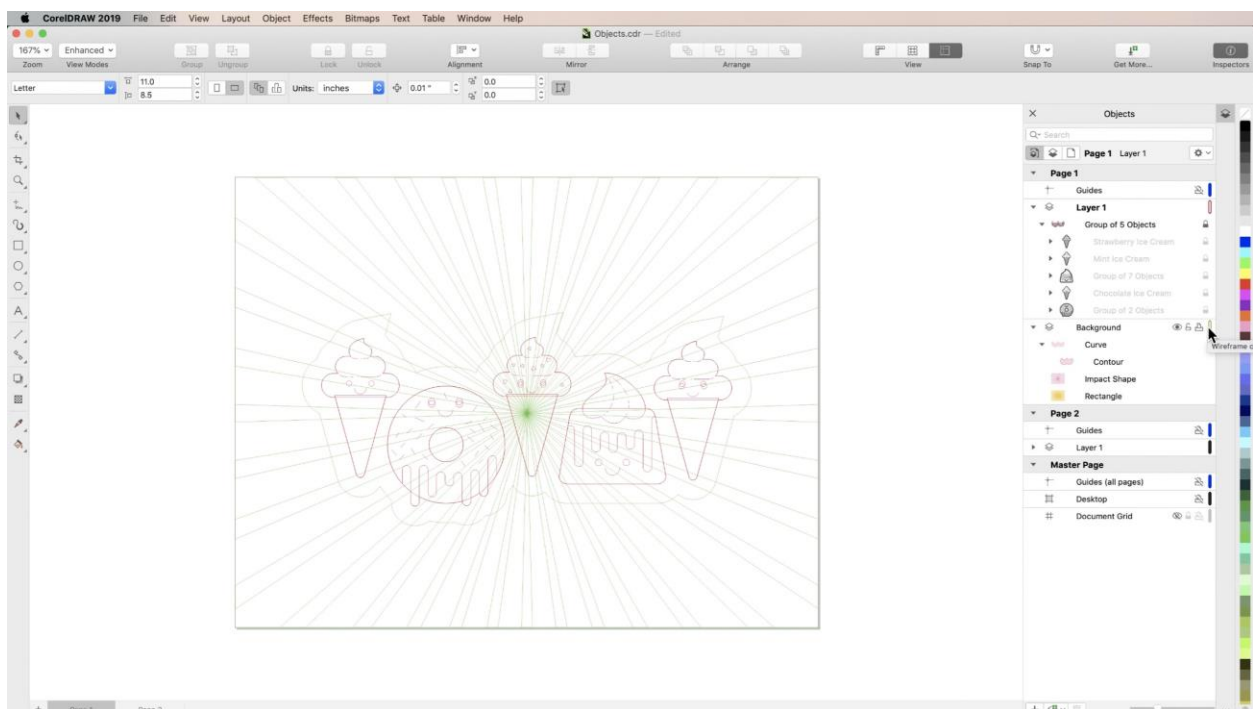 CorelDRAW 2019 File Edit View Layout Object Effects Bitmaps Text Table Window Help
Objects.cdr — Edited
167% Enhanced
Zoom View Modes Group Ungroup Lock Unlock Alignment Mirror Arrange View Snap To Get More... Inspectors
Letter 11.0 8.5 Units: inches 0.01 " 0.0 0.0
Objects
Search
Page 1 Layer 1
Page 1
Guides
Layer 1
Group of 5 Objects
Strawberry Ice Cream
Mint Ice Cream
Group of 7 Objects
Chocolate Ice Cream
Group of 2 Objects
Background
Wireframe
Curve
Contour
Impact Shape
Rectangle
Page 2
Guides
Layer 1
Master Page
Guides (all pages)
Desktop
Document Grid